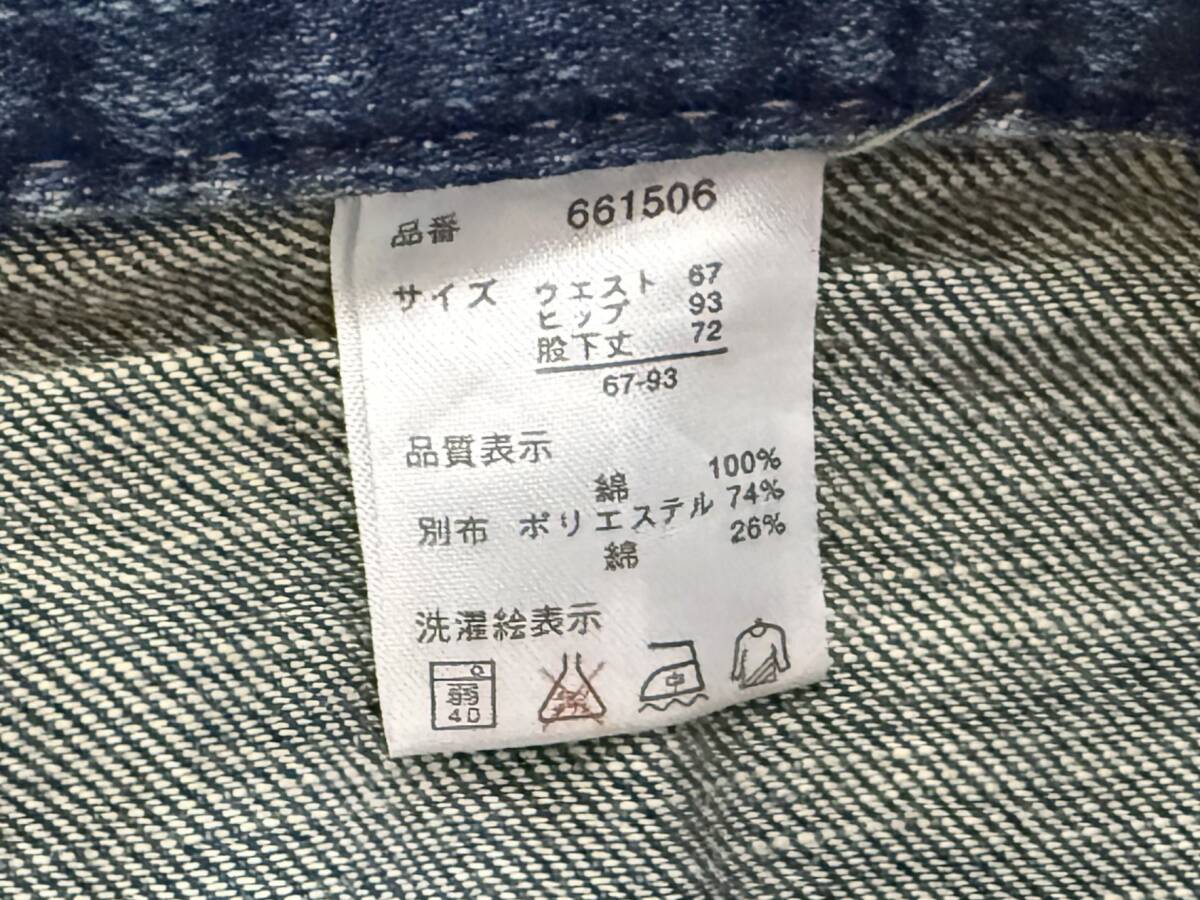 品番 661506
サイズ ウエスト 67
ヒップ 93
股下丈 72
67-93
品質表示
綿 100%
別布 ポリエステル 74%
綿 26%
洗濯絵表示
弱
40
中